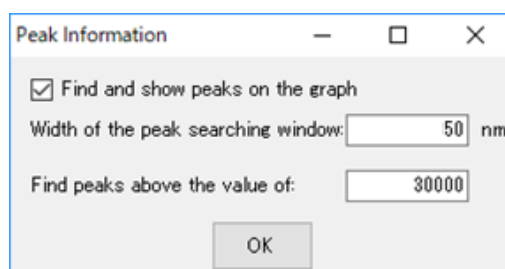 Peak Information
Find and show peaks on the graph
Width of the peak searching window: 50 nm
Find peaks above the value of: 30000
OK